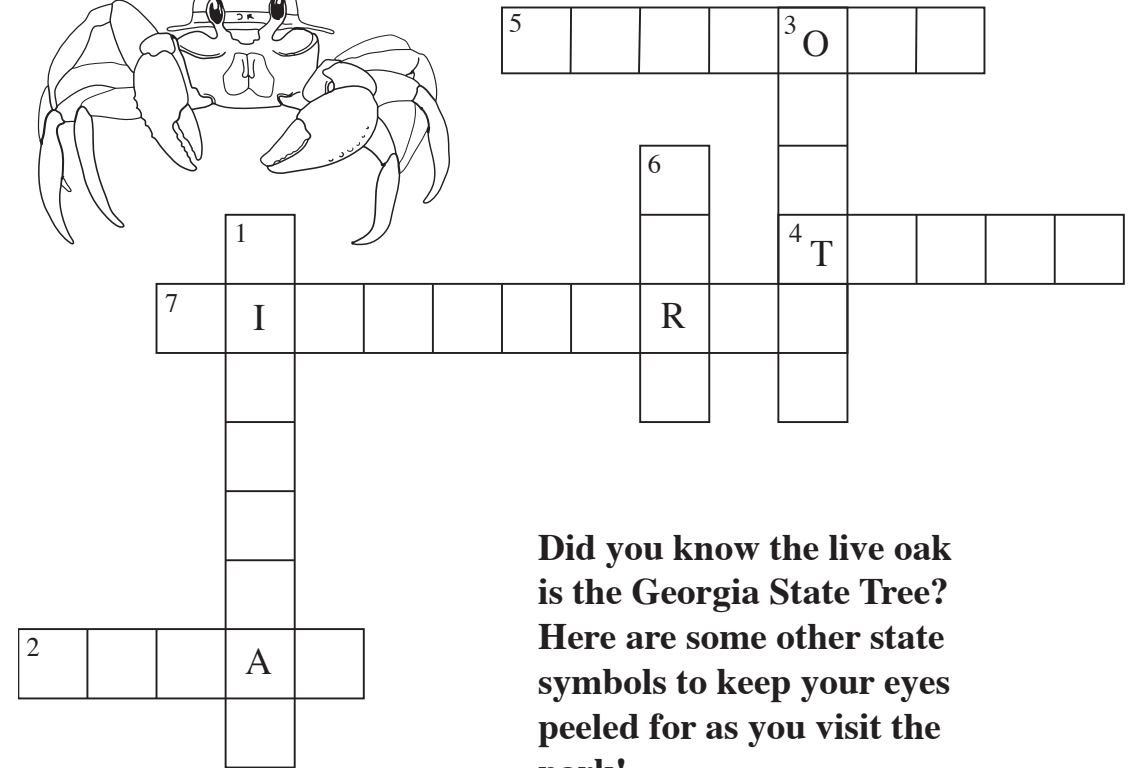 5
3 O
6
1
4 T
7 I R
2 A
Did you know the live oak
is the Georgia State Tree?
Here are some other state
symbols to keep your eyes
peeled for as you visit the
park!